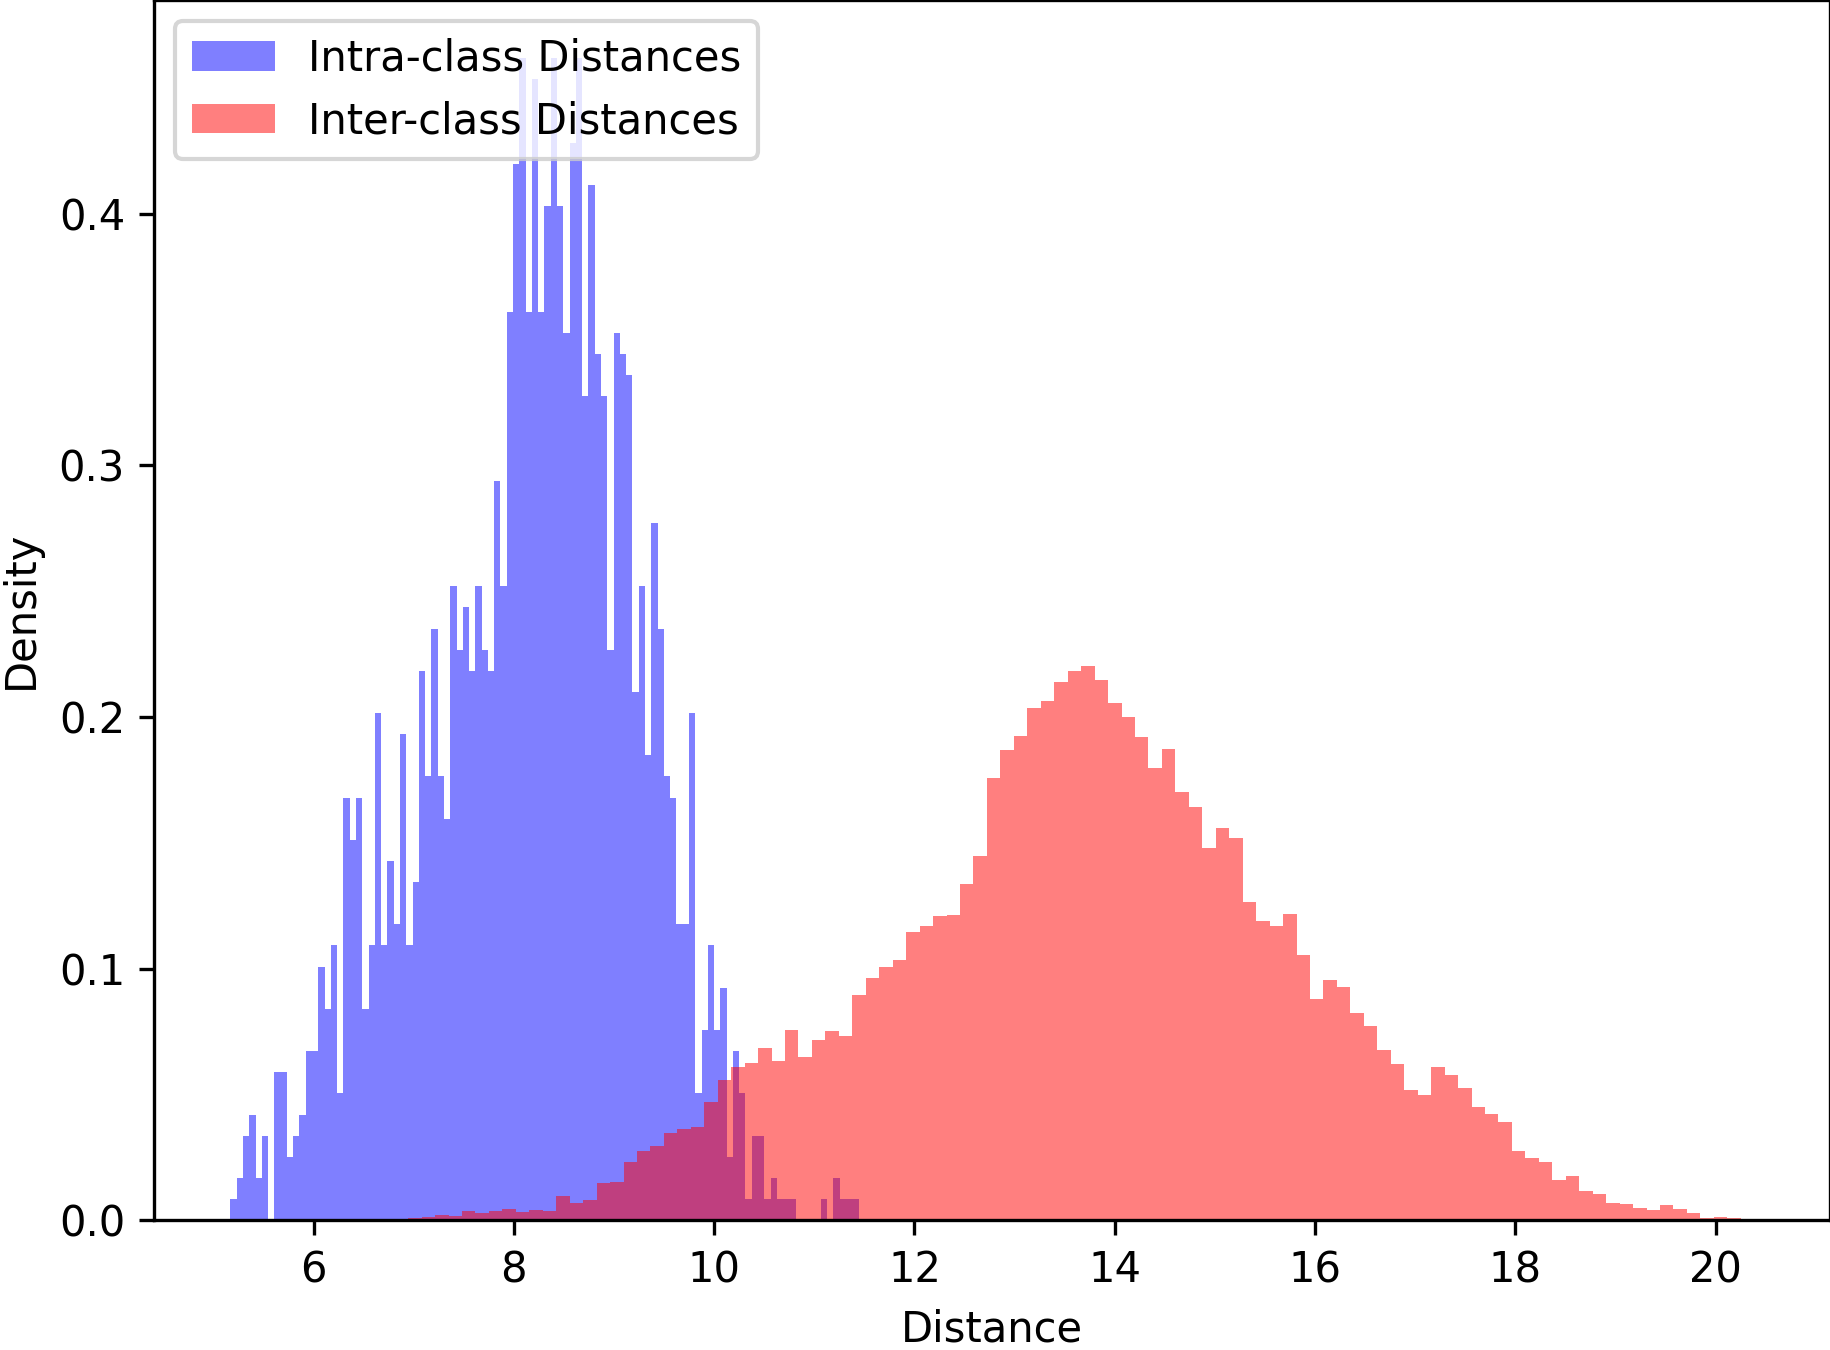 Intra-class Distances
Inter-class Distances
Density
0.4
0.3
0.2
0.1
0.0
6 8 10 12 14 16 18 20
Distance